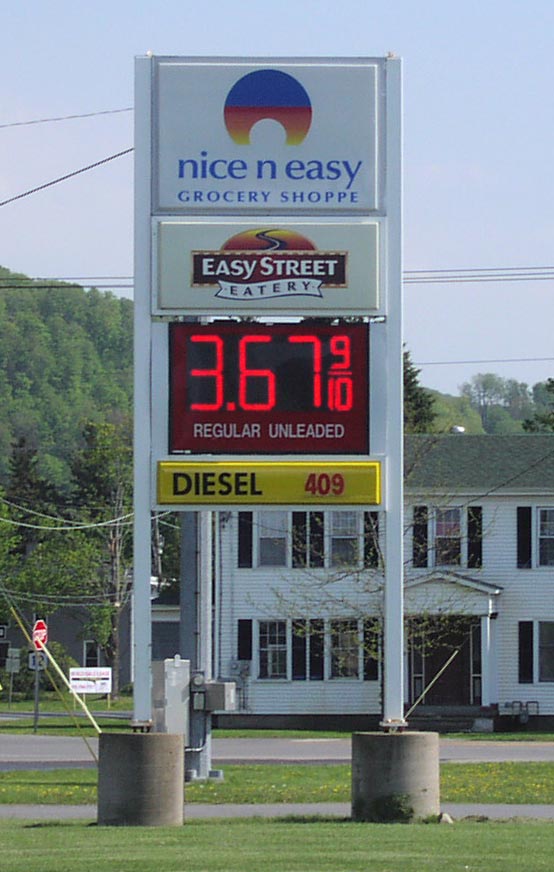 nice n easy
GROCERY SHOPPE
EASY STREET
EATERY
3.67 9/10
REGULAR UNLEADED
DIESEL 409